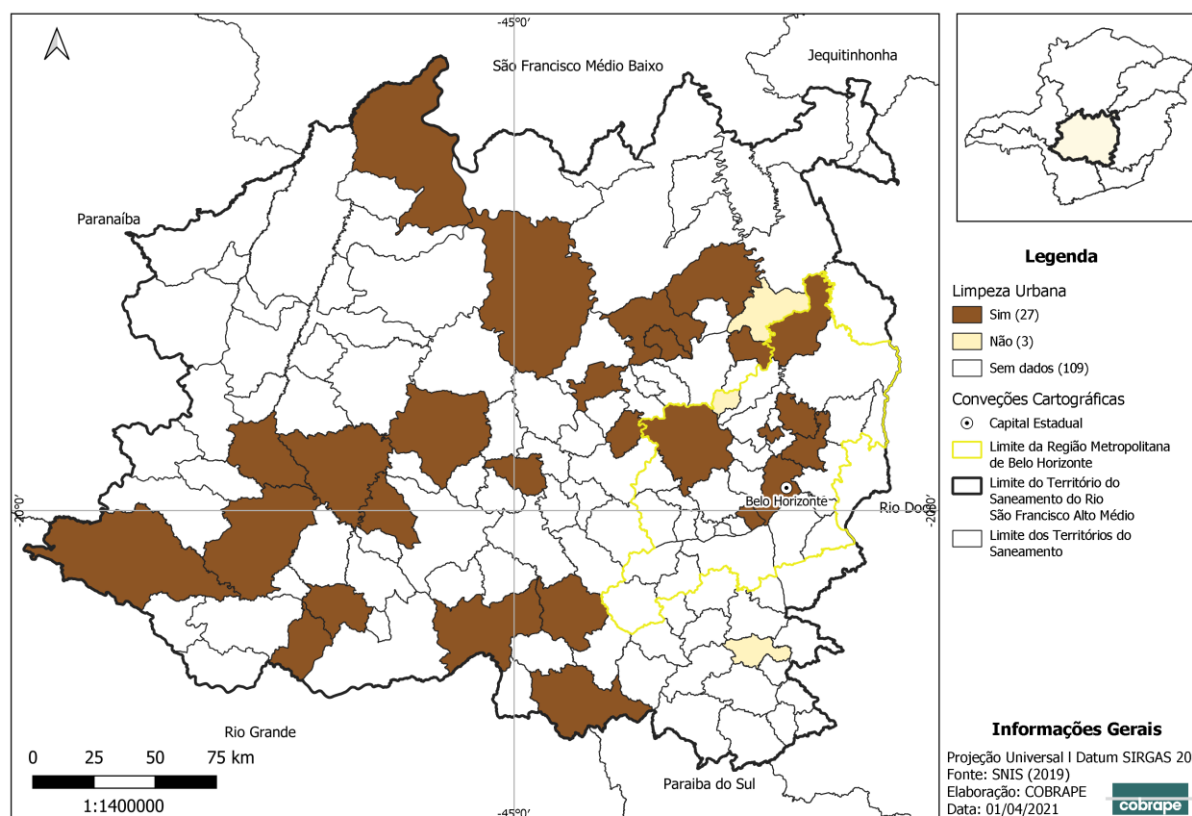 -45°0'
São Francisco Médio Baixo
Jequitinhonha
Paranaíba
-20°0'
Belo Horizonte
Rio Doce
-20°0'
Rio Grande
Paraiba do Sul
-45°0'
0 25 50 75 km
1:1400000
Legenda
Limpeza Urbana
Sim (27)
Não (3)
Sem dados (109)
Conveções Cartográficas
Capital Estadual
Limite da Região Metropolitana
de Belo Horizonte
Limite do Território do
Saneamento do Rio
São Francisco Alto Médio
Limite dos Territórios do
Saneamento
Informações Gerais
Projeção Universal I Datum SIRGAS 20
Fonte: SNIS (2019)
Elaboração: COBRAPE
Data: 01/04/2021
cobrape